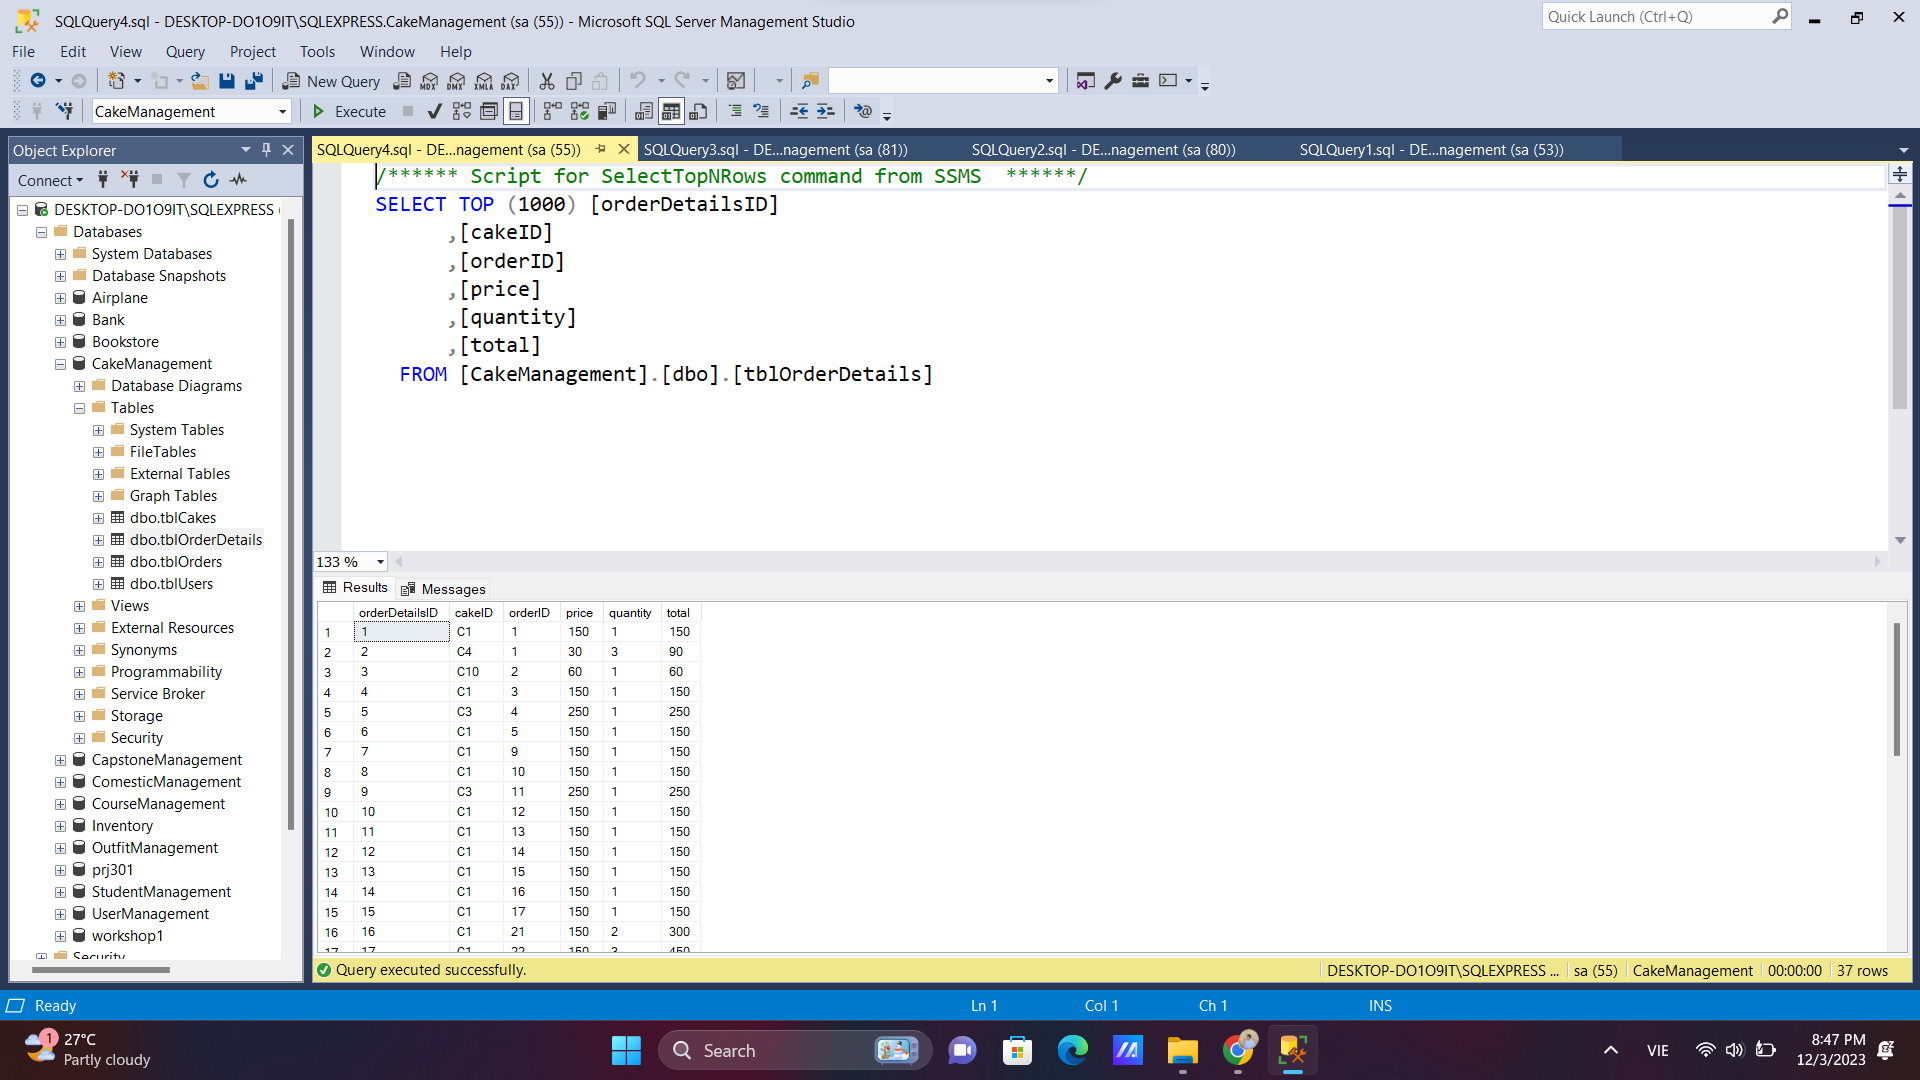 SQLQuery4.sql - DESKTOP-DO1O9IT\SQLEXPRESS.CakeManagement (sa (55)) - Microsoft SQL Server Management Studio
Quick Launch (Ctrl+Q)
File Edit View Query Project Tools Window Help
New Query MDX DMX XMLA DAX
CakeManagement Execute
Object Explorer
Connect
DESKTOP-DO1O9IT\SQLEXPRESS (
Databases
System Databases
Database Snapshots
Airplane
Bank
Bookstore
CakeManagement
Database Diagrams
Tables
System Tables
FileTables
External Tables
Graph Tables
dbo.tblCakes
dbo.tblOrderDetails
dbo.tblOrders
dbo.tblUsers
Views
External Resources
Synonyms
Programmability
Service Broker
Storage
Security
CapstoneManagement
ComesticManagement
CourseManagement
Inventory
OutfitManagement
prj301
StudentManagement
UserManagement
workshop1
Security
SQLQuery4.sql - DE...nagement (sa (55)) SQLQuery3.sql - DE...nagement (sa (81)) SQLQuery2.sql - DE...nagement (sa (80)) SQLQuery1.sql - DE...nagement (sa (53))
/****** Script for SelectTopNRows command from SSMS ******/
SELECT TOP (1000) [orderDetailsID]
,[cakeID]
,[orderID]
,[price]
,[quantity]
,[total]
FROM [CakeManagement].[dbo].[tblOrderDetails]
133 %
Results Messages
orderDetailsID cakeID orderID price quantity total
1 1 C1 1 150 1 150
2 2 C4 1 30 3 90
3 3 C10 2 60 1 60
4 4 C1 3 150 1 150
5 5 C3 4 250 1 250
6 6 C1 5 150 1 150
7 7 C1 9 150 1 150
8 8 C1 10 150 1 150
9 9 C3 11 250 1 250
10 10 C1 12 150 1 150
11 11 C1 13 150 1 150
12 12 C1 14 150 1 150
13 13 C1 15 150 1 150
14 14 C1 16 150 1 150
15 15 C1 17 150 1 150
16 16 C1 21 150 2 300
17 17 C1 22 150 3 450
Query executed successfully. DESKTOP-DO1O9IT\SQLEXPRESS ... sa (55) CakeManagement 00:00:00 37 rows
Ready Ln 1 Col 1 Ch 1 INS
1 27°C
Partly cloudy
Search
VIE
8:47 PM
12/3/2023